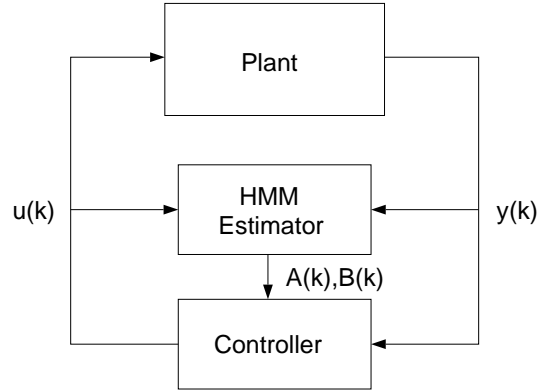 Plant
HMM
Estimator
u(k)
y(k)
A(k),B(k)
Controller